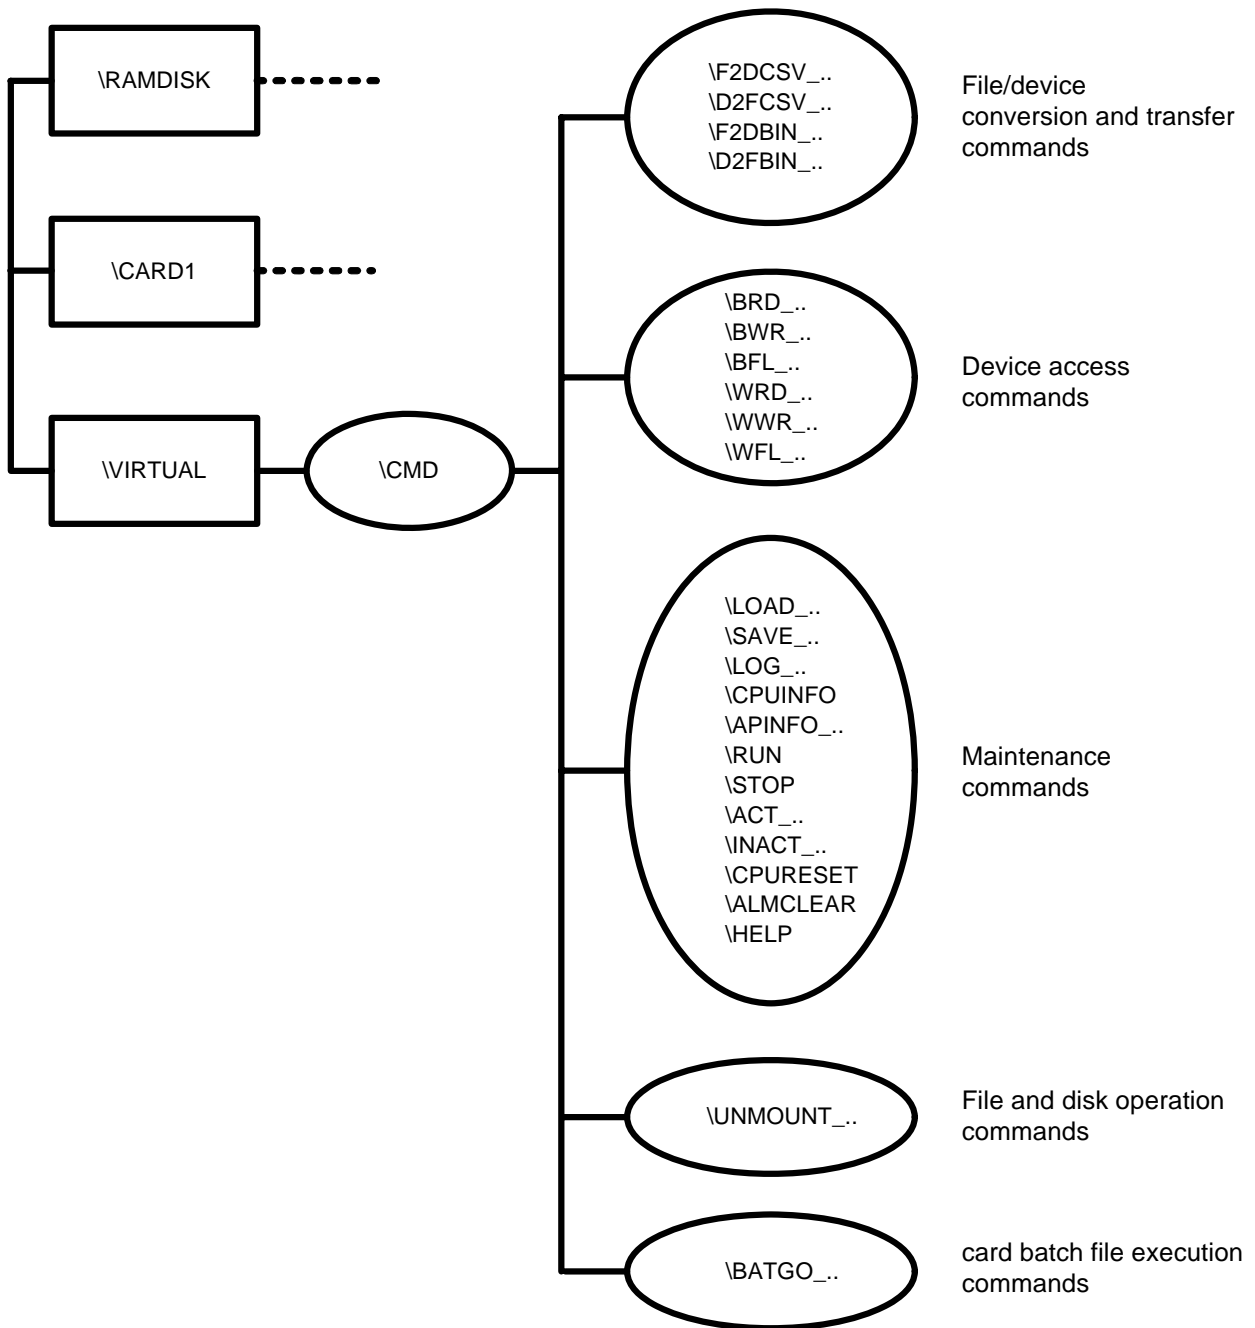 \RAMDISK
\CARD1
\VIRTUAL
\CMD
\F2DCSV_..
\D2FCSV_..
\F2DBIN_..
\D2FBIN_..
File/device
conversion and transfer
commands
\BRD_..
\BWR_..
\BFL_..
\WRD_..
\WWR_..
\WFL_..
Device access
commands
\LOAD_..
\SAVE_..
\LOG_..
\CPUINFO
\APINFO_..
\RUN
\STOP
\ACT_..
\INACT_..
\CPURESET
\ALMCLEAR
\HELP
Maintenance
commands
\UNMOUNT_..
File and disk operation
commands
\BATGO_..
card batch file execution
commands